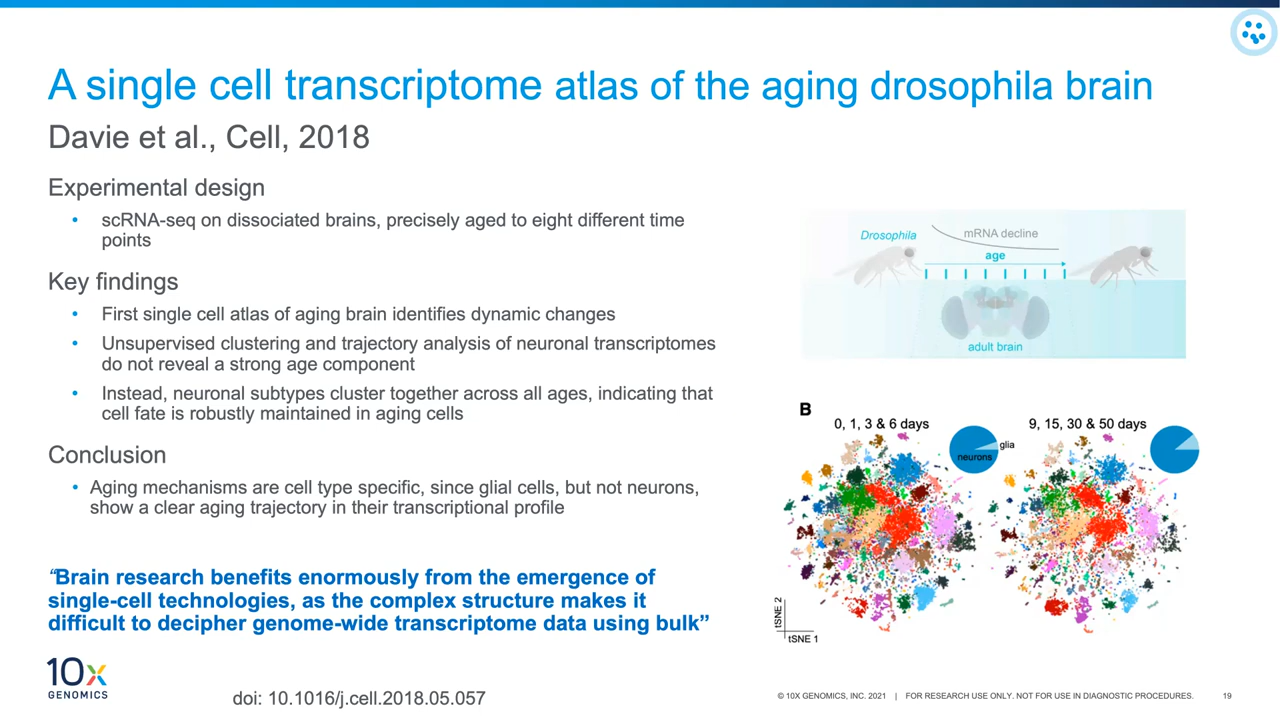 A single cell transcriptome atlas of the aging drosophila brain
Davie et al., Cell, 2018
Experimental design
• scRNA-seq on dissociated brains, precisely aged to eight different time
points
Key findings
• First single cell atlas of aging brain identifies dynamic changes
• Unsupervised clustering and trajectory analysis of neuronal transcriptomes
do not reveal a strong age component
• Instead, neuronal subtypes cluster together across all ages, indicating that
cell fate is robustly maintained in aging cells
Conclusion
• Aging mechanisms are cell type specific, since glial cells, but not neurons,
show a clear aging trajectory in their transcriptional profile
“Brain research benefits enormously from the emergence of
single-cell technologies, as the complex structure makes it
difficult to decipher genome-wide transcriptome data using bulk”
Drosophila
mRNA decline
age
adult brain
B
0, 1, 3 & 6 days
glia
neurons
9, 15, 30 & 50 days
tSNE 2
tSNE 1
10x
GENOMICS
doi: 10.1016/j.cell.2018.05.057
© 10X GENOMICS, INC. 2021 | FOR RESEARCH USE ONLY. NOT FOR USE IN DIAGNOSTIC PROCEDURES. 19